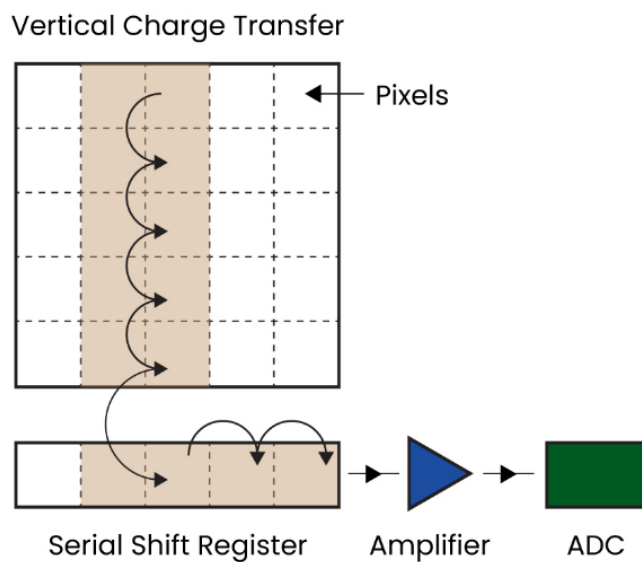 Vertical Charge Transfer
Pixels
Serial Shift Register
Amplifier
ADC